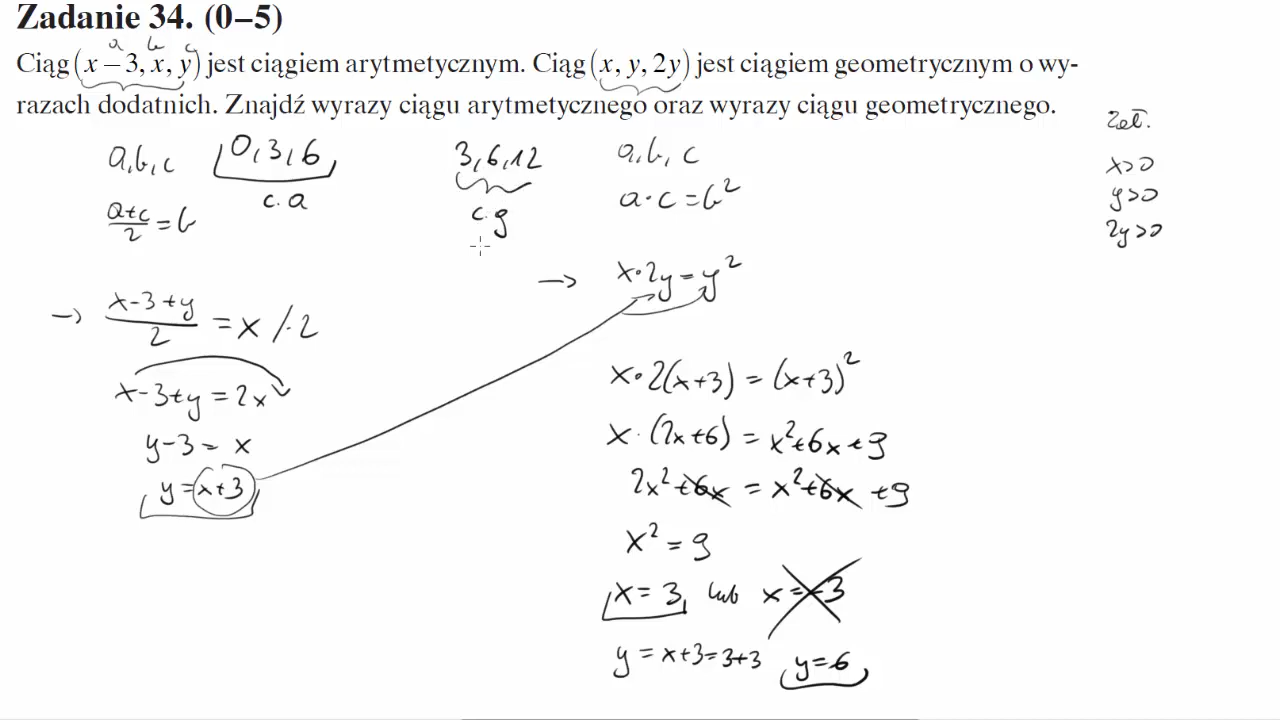 Zadanie 34. (0–5)
a b c
Ciąg (x − 3, x, y) jest ciągiem arytmetycznym. Ciąg (x, y, 2y) jest ciągiem geometrycznym o wy-
razach dodatnich. Znajdź wyrazy ciągu arytmetycznego oraz wyrazy ciągu geometrycznego.
a, b, c
0, 3, 6
c.a
(a+c)/2 = b
→ (x-3+y)/2 = x /·2
x-3+y = 2x
y-3 = x
y = x+3
3, 6, 12
c.g
a, b, c
a·c = b²
→ x·2y = y²
x·2(x+3) = (x+3)²
x·(2x+6) = x²+6x+9
2x²+6x = x²+6x+9
x² = 9
x = 3 lub x = -3
y = x+3 = 3+3 y = 6
Zał.
x>0
y>0
2y>0